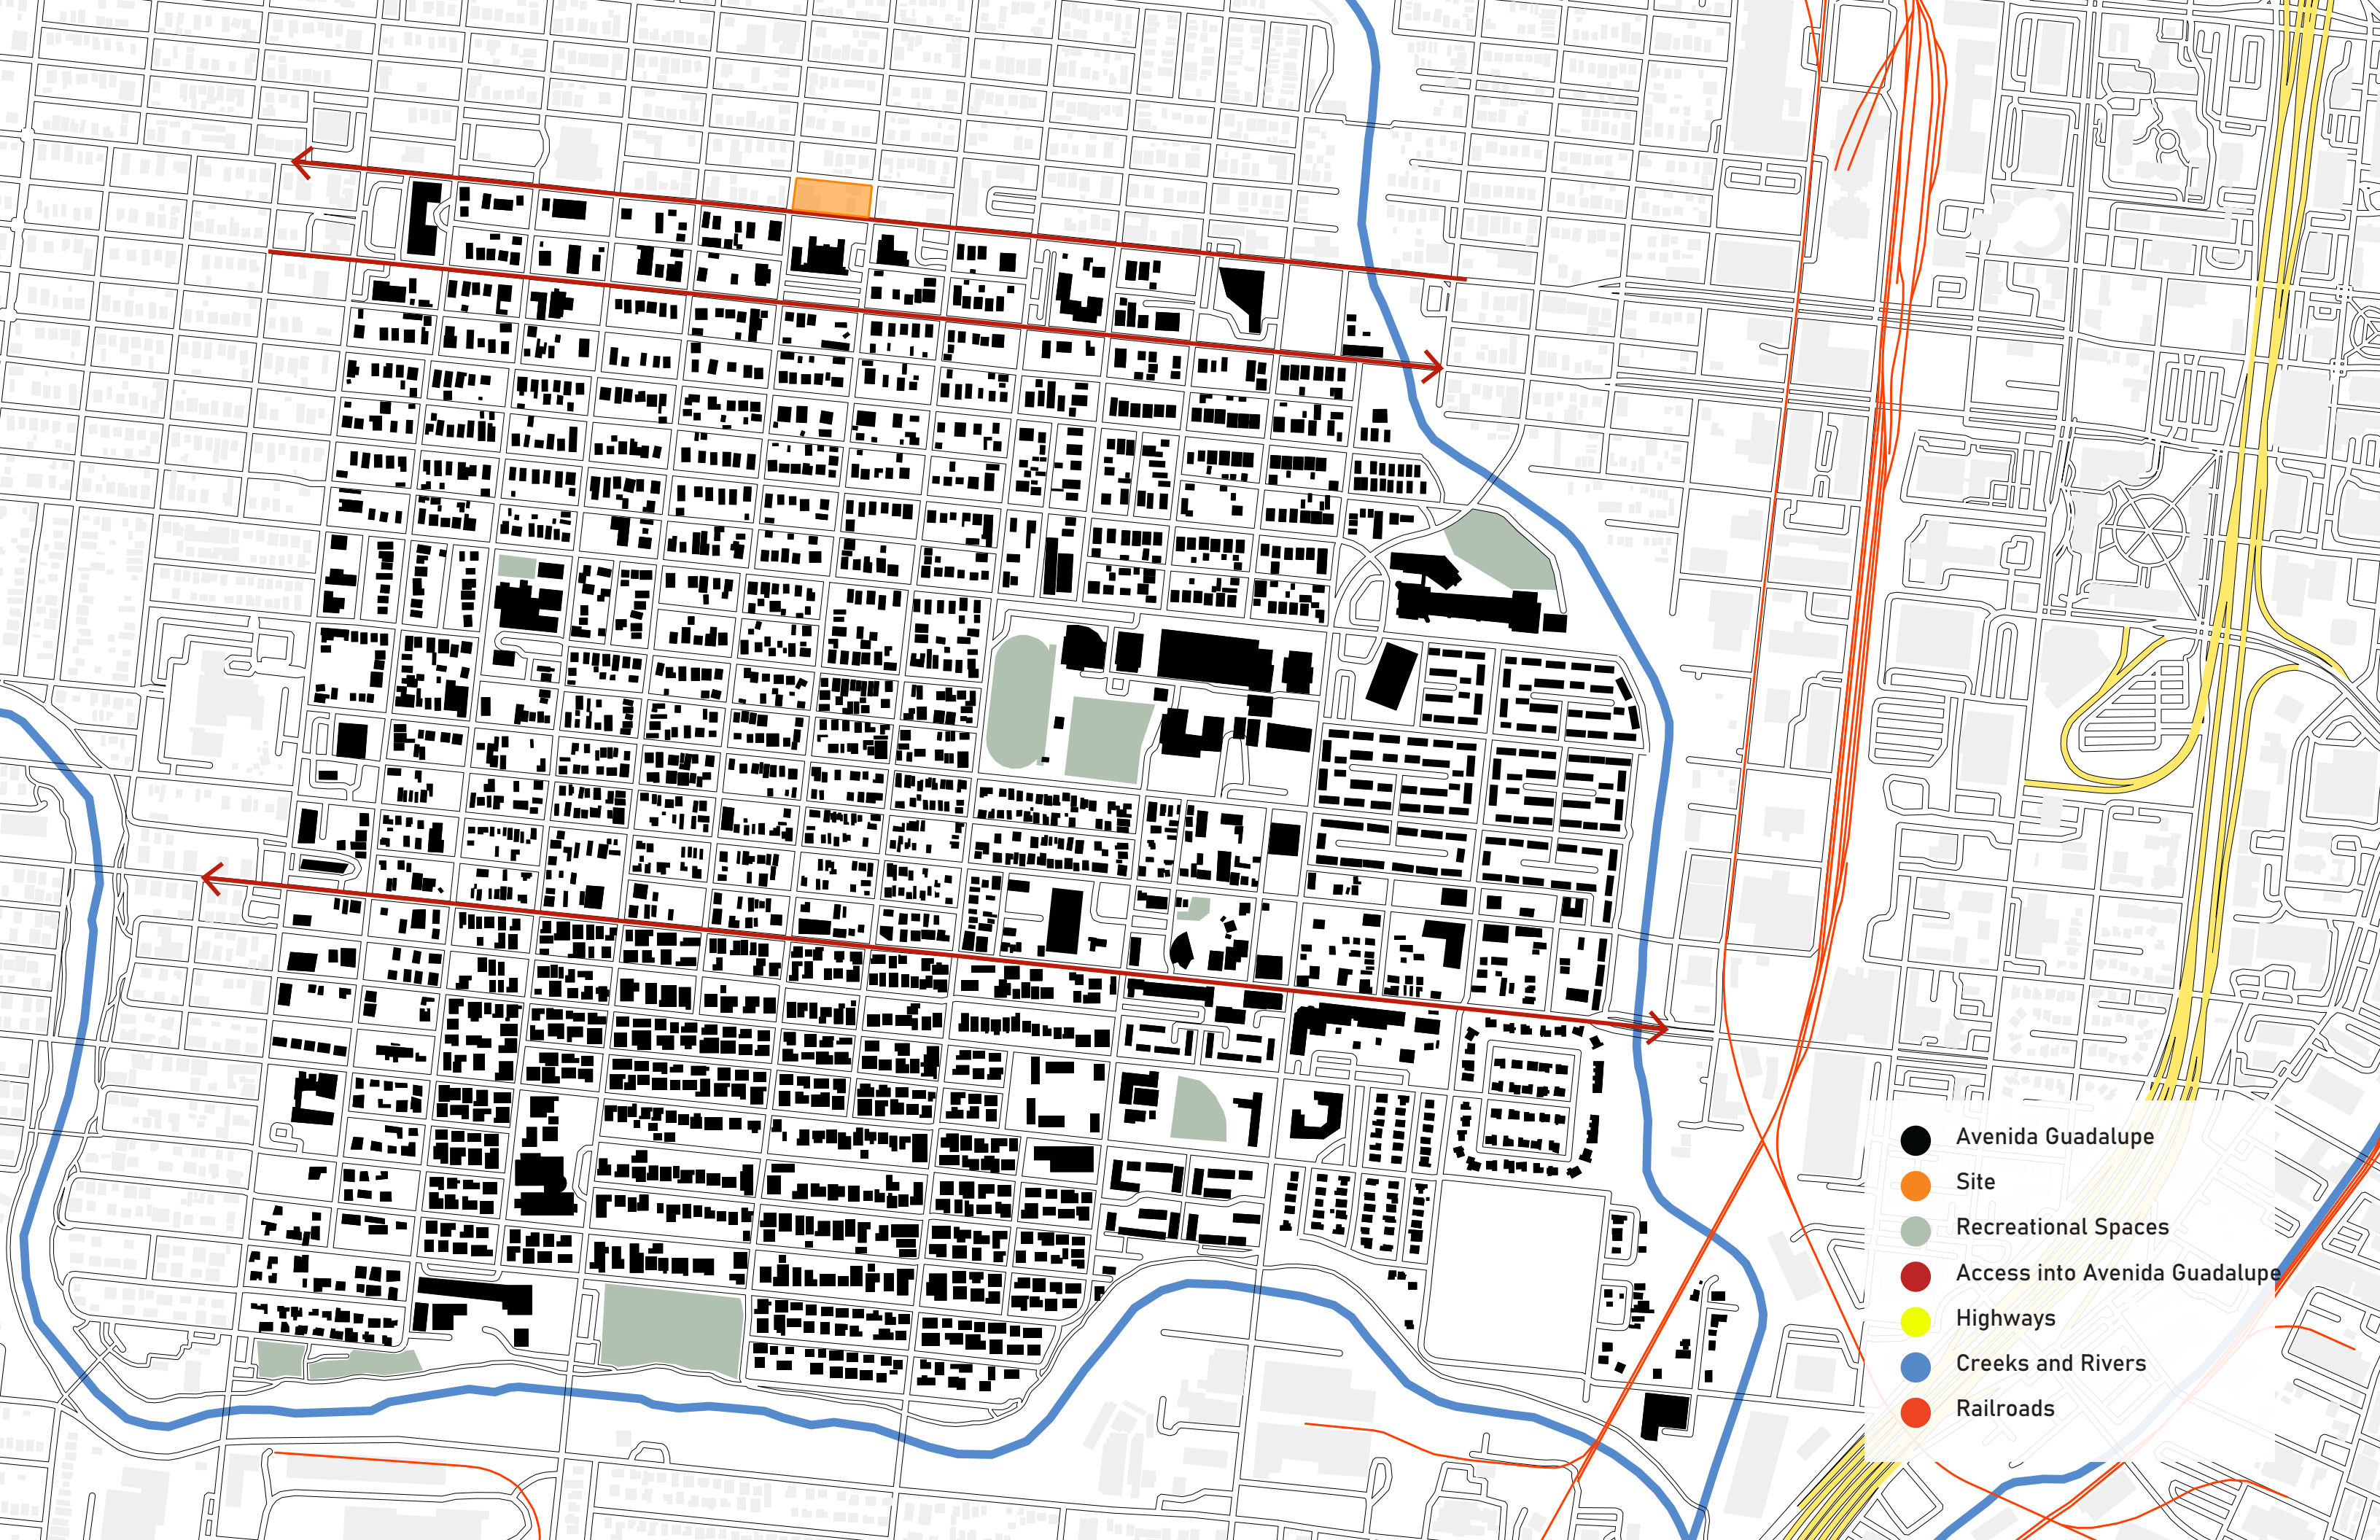 Avenida Guadalupe
Site
Recreational Spaces
Access into Avenida Guadalupe
Highways
Creeks and Rivers
Railroads